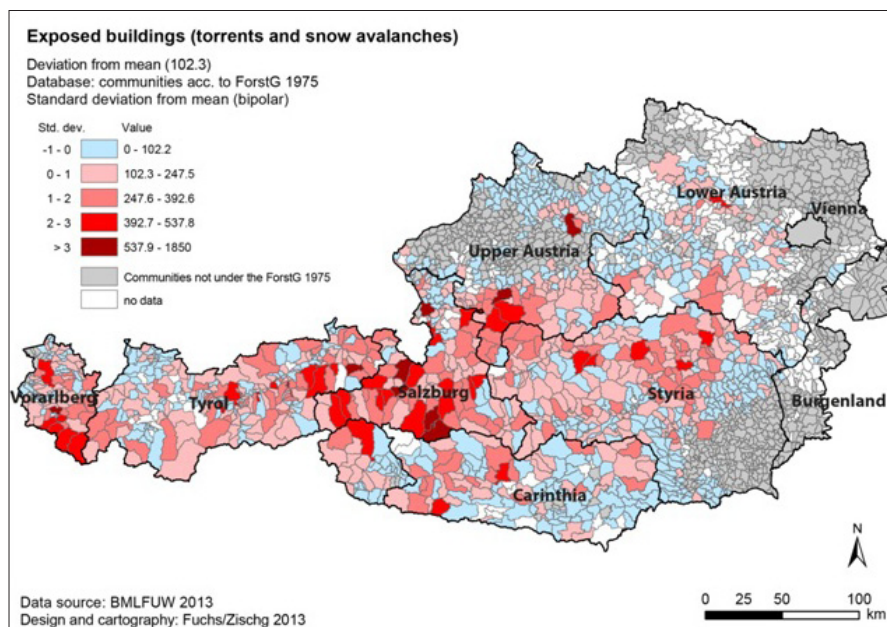 Exposed buildings (torrents and snow avalanches)
Deviation from mean (102.3)
Database: communities acc. to ForstG 1975
Standard deviation from mean (bipolar)
Std. dev. Value
-1 - 0 0 - 102.2
0 - 1 102.3 - 247.5
1 - 2 247.6 - 392.6
2 - 3 392.7 - 537.8
> 3 537.9 - 1850
Communities not under the ForstG 1975
no data
Lower Austria
Vienna
Upper Austria
Vorarlberg
Tyrol
Salzburg
Styria
Burgenland
Carinthia
N
Data source: BMLFUW 2013
Design and cartography: Fuchs/Zischg 2013
0 25 50 100
km